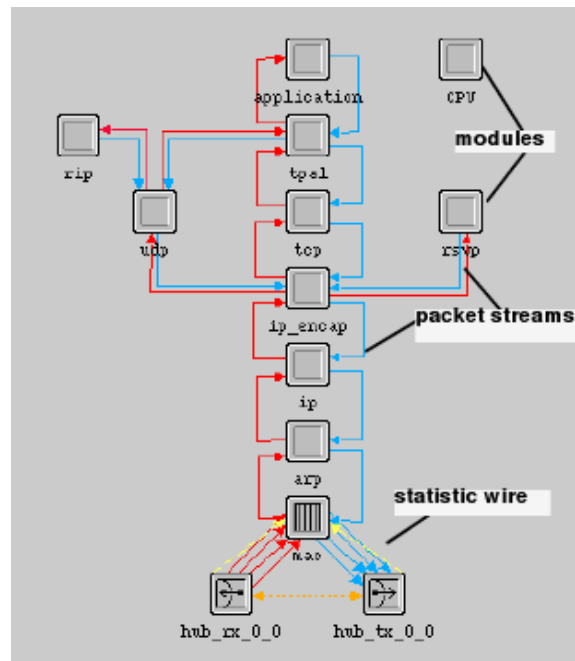 application
CPU
modules
rip
tpal
udp
tcp
rsvp
packet streams
ip_encap
ip
arp
statistic wire
mac
hub_rx_0_0
hub_tx_0_0